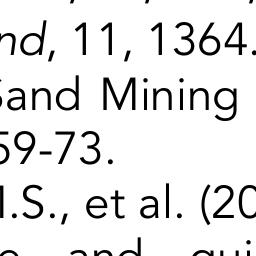 nd, 11, 1364.
Sand Mining
59-73.
I.S., et al. (20